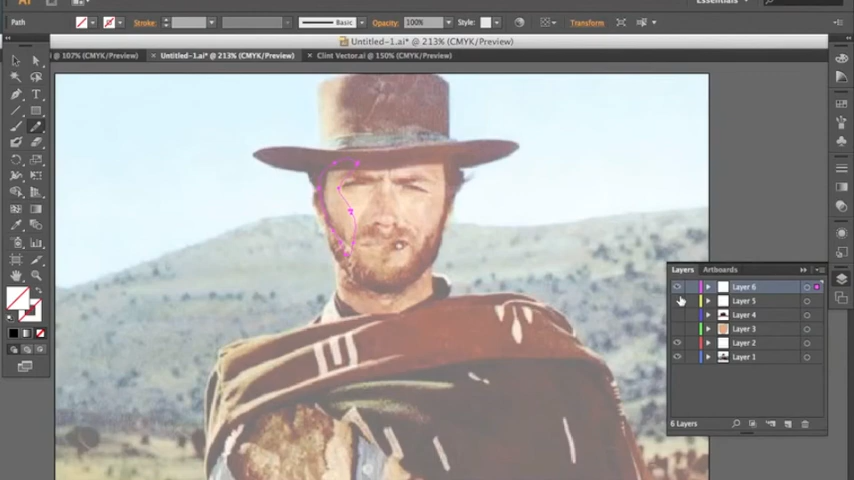 Ai
Essentials
Path
Stroke:
Basic
Opacity:
100%
Style:
Transform
Untitled-1.ai* @ 213% (CMYK/Preview)
@ 107% (CMYK/Preview)
× Untitled-1.ai* @ 213% (CMYK/Preview)
× Clint Vector.ai @ 150% (CMYK/Preview)
T
Layers
Artboards
Layer 6
Layer 5
Layer 4
Layer 3
Layer 2
Layer 1
6 Layers